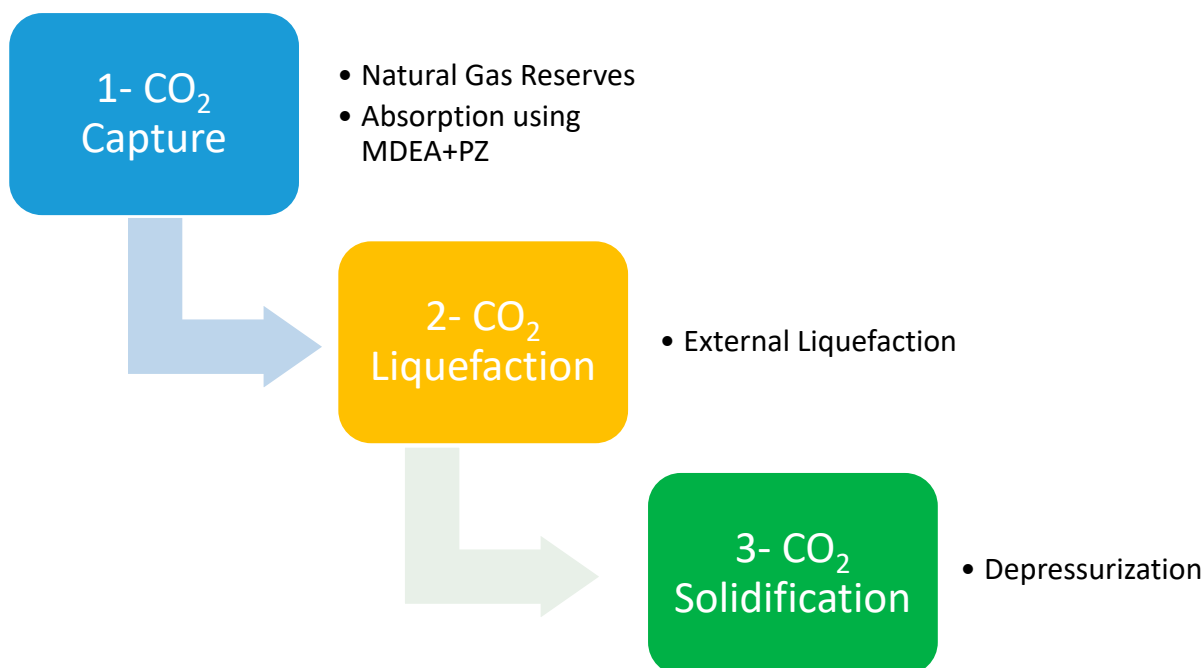 1- CO₂
Capture
• Natural Gas Reserves
• Absorption using
MDEA+PZ
2- CO₂
Liquefaction
• External Liquefaction
3- CO₂
Solidification
• Depressurization